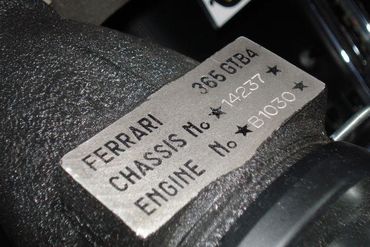 FERRARI 365 GTB4
CHASSIS No ★14237★
ENGINE No ★B1030★